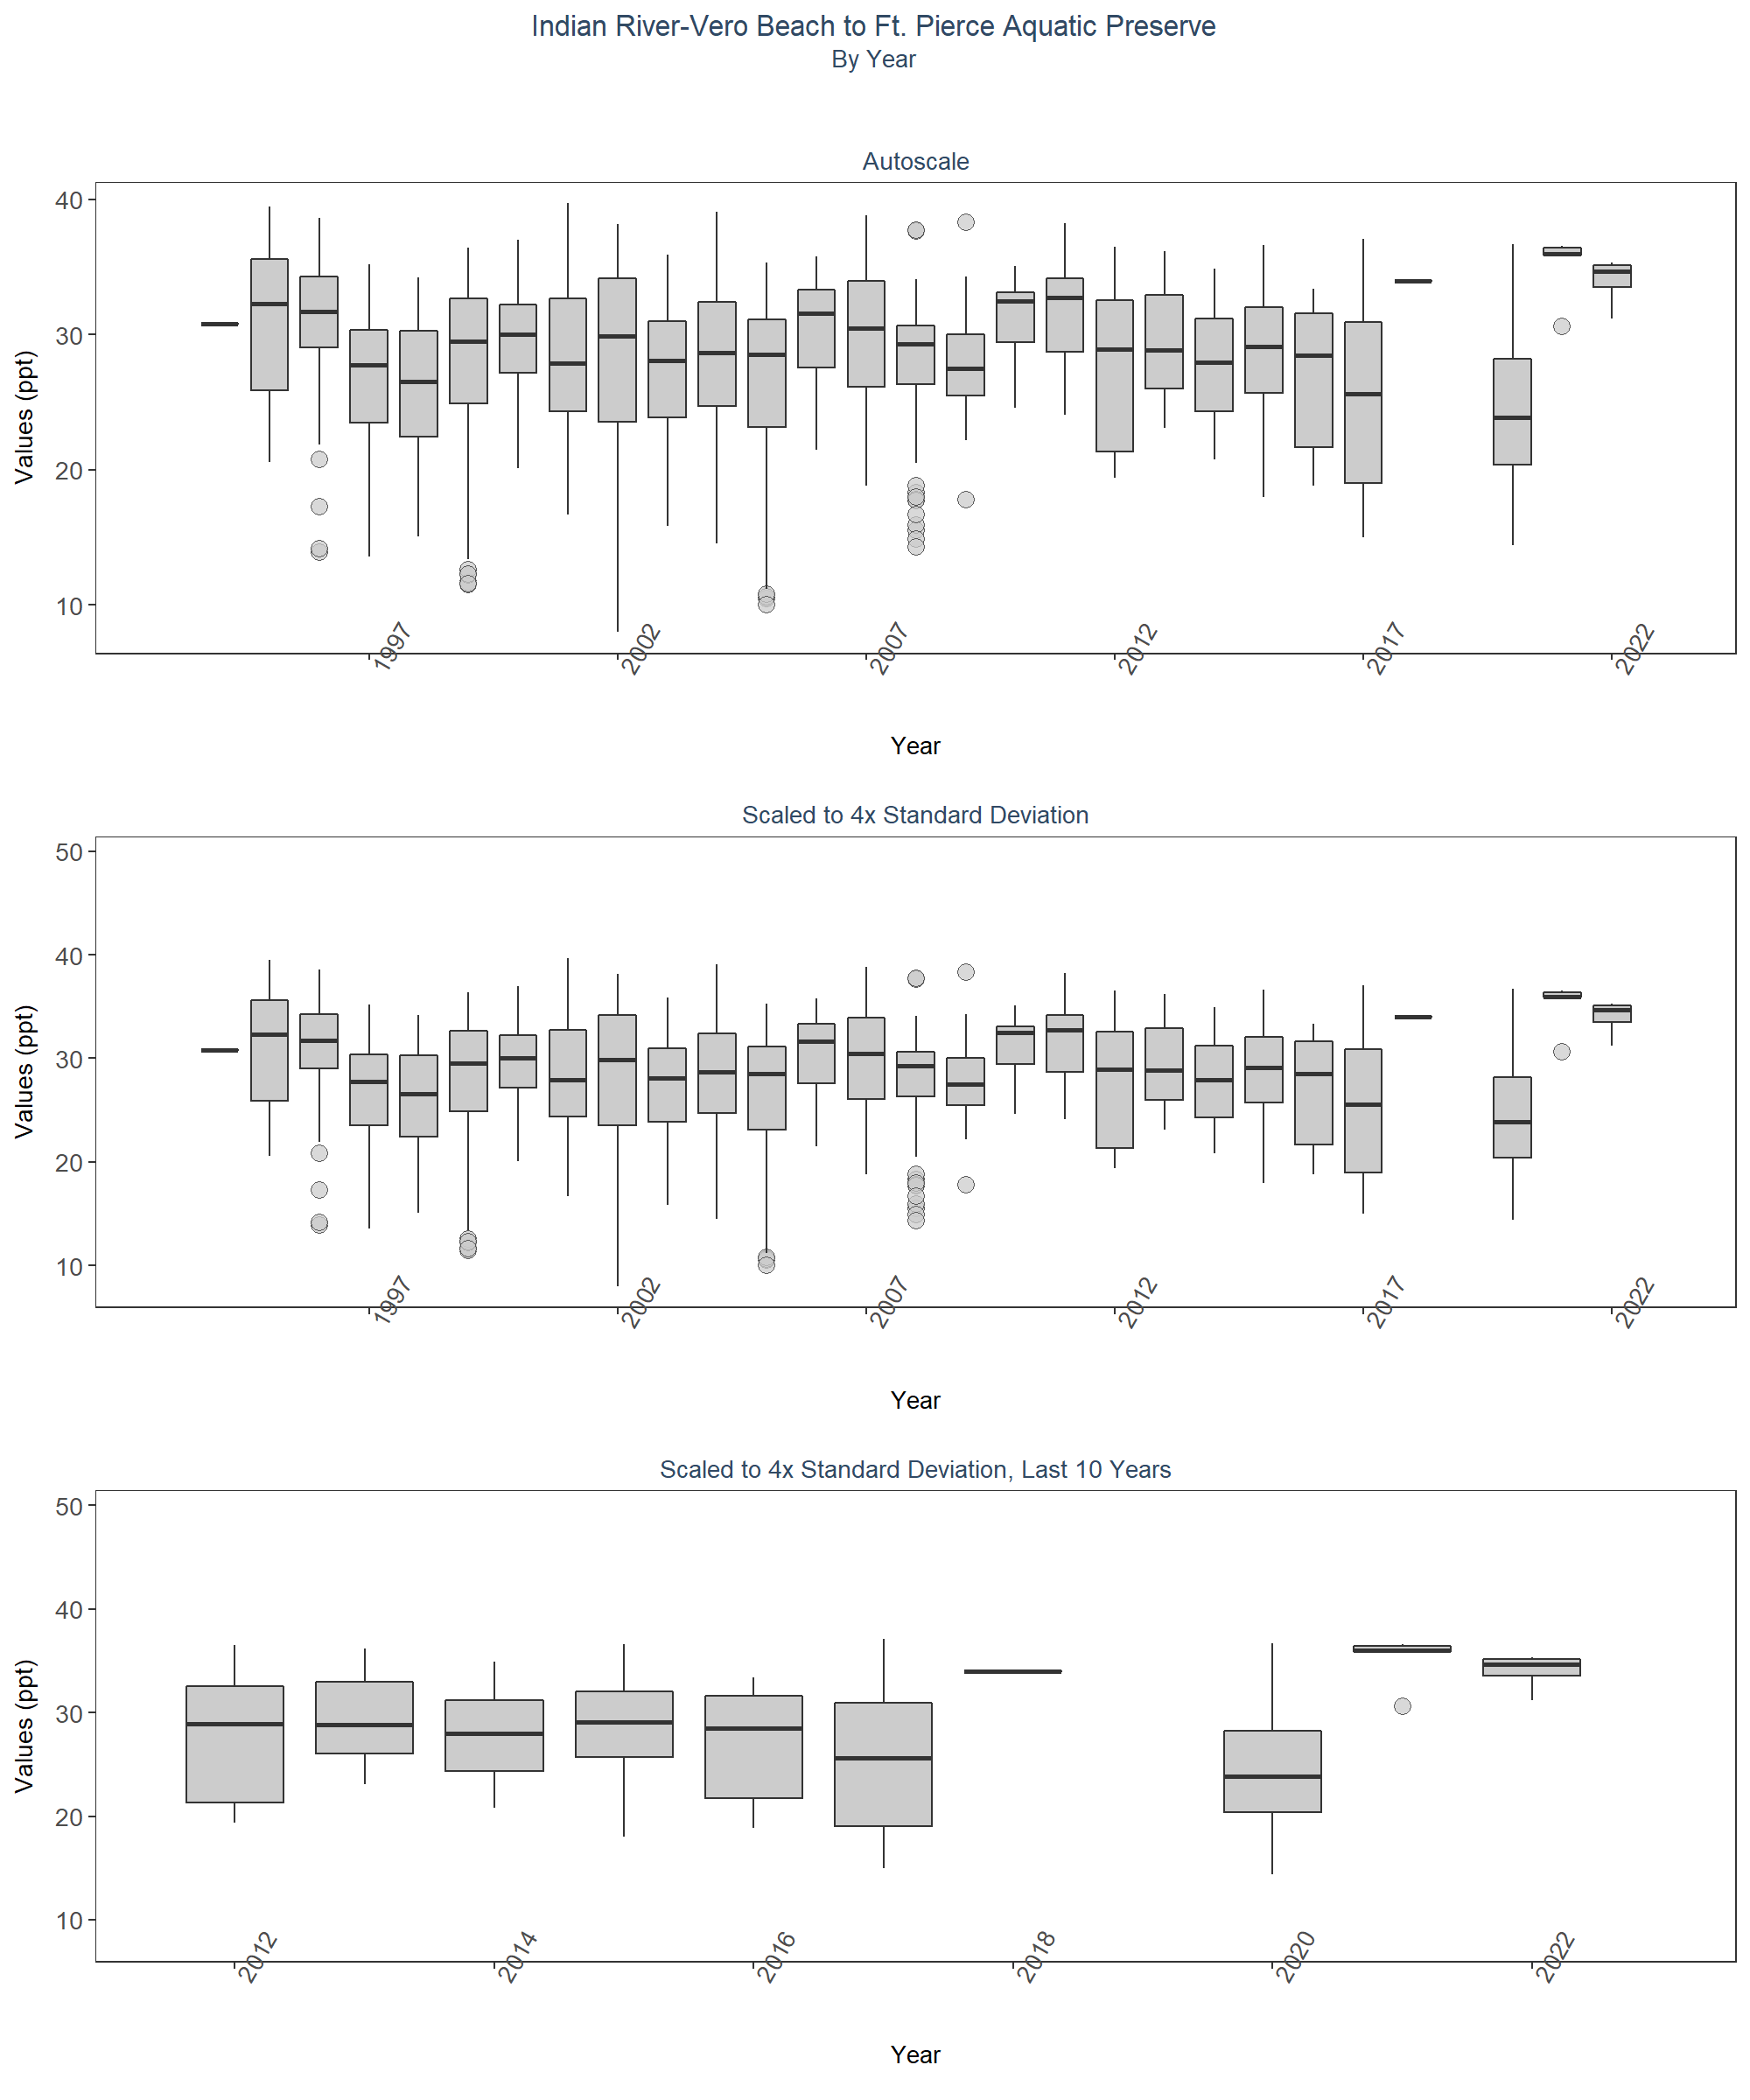 Indian River-Vero Beach to Ft. Pierce Aquatic Preserve
By Year
Autoscale
Values (ppt)
40
30
20
10
1997
2002
2007
2012
2017
2022
Year
Scaled to 4x Standard Deviation
Values (ppt)
50
40
30
20
10
1997
2002
2007
2012
2017
2022
Year
Scaled to 4x Standard Deviation, Last 10 Years
Values (ppt)
50
40
30
20
10
2012
2014
2016
2018
2020
2022
Year